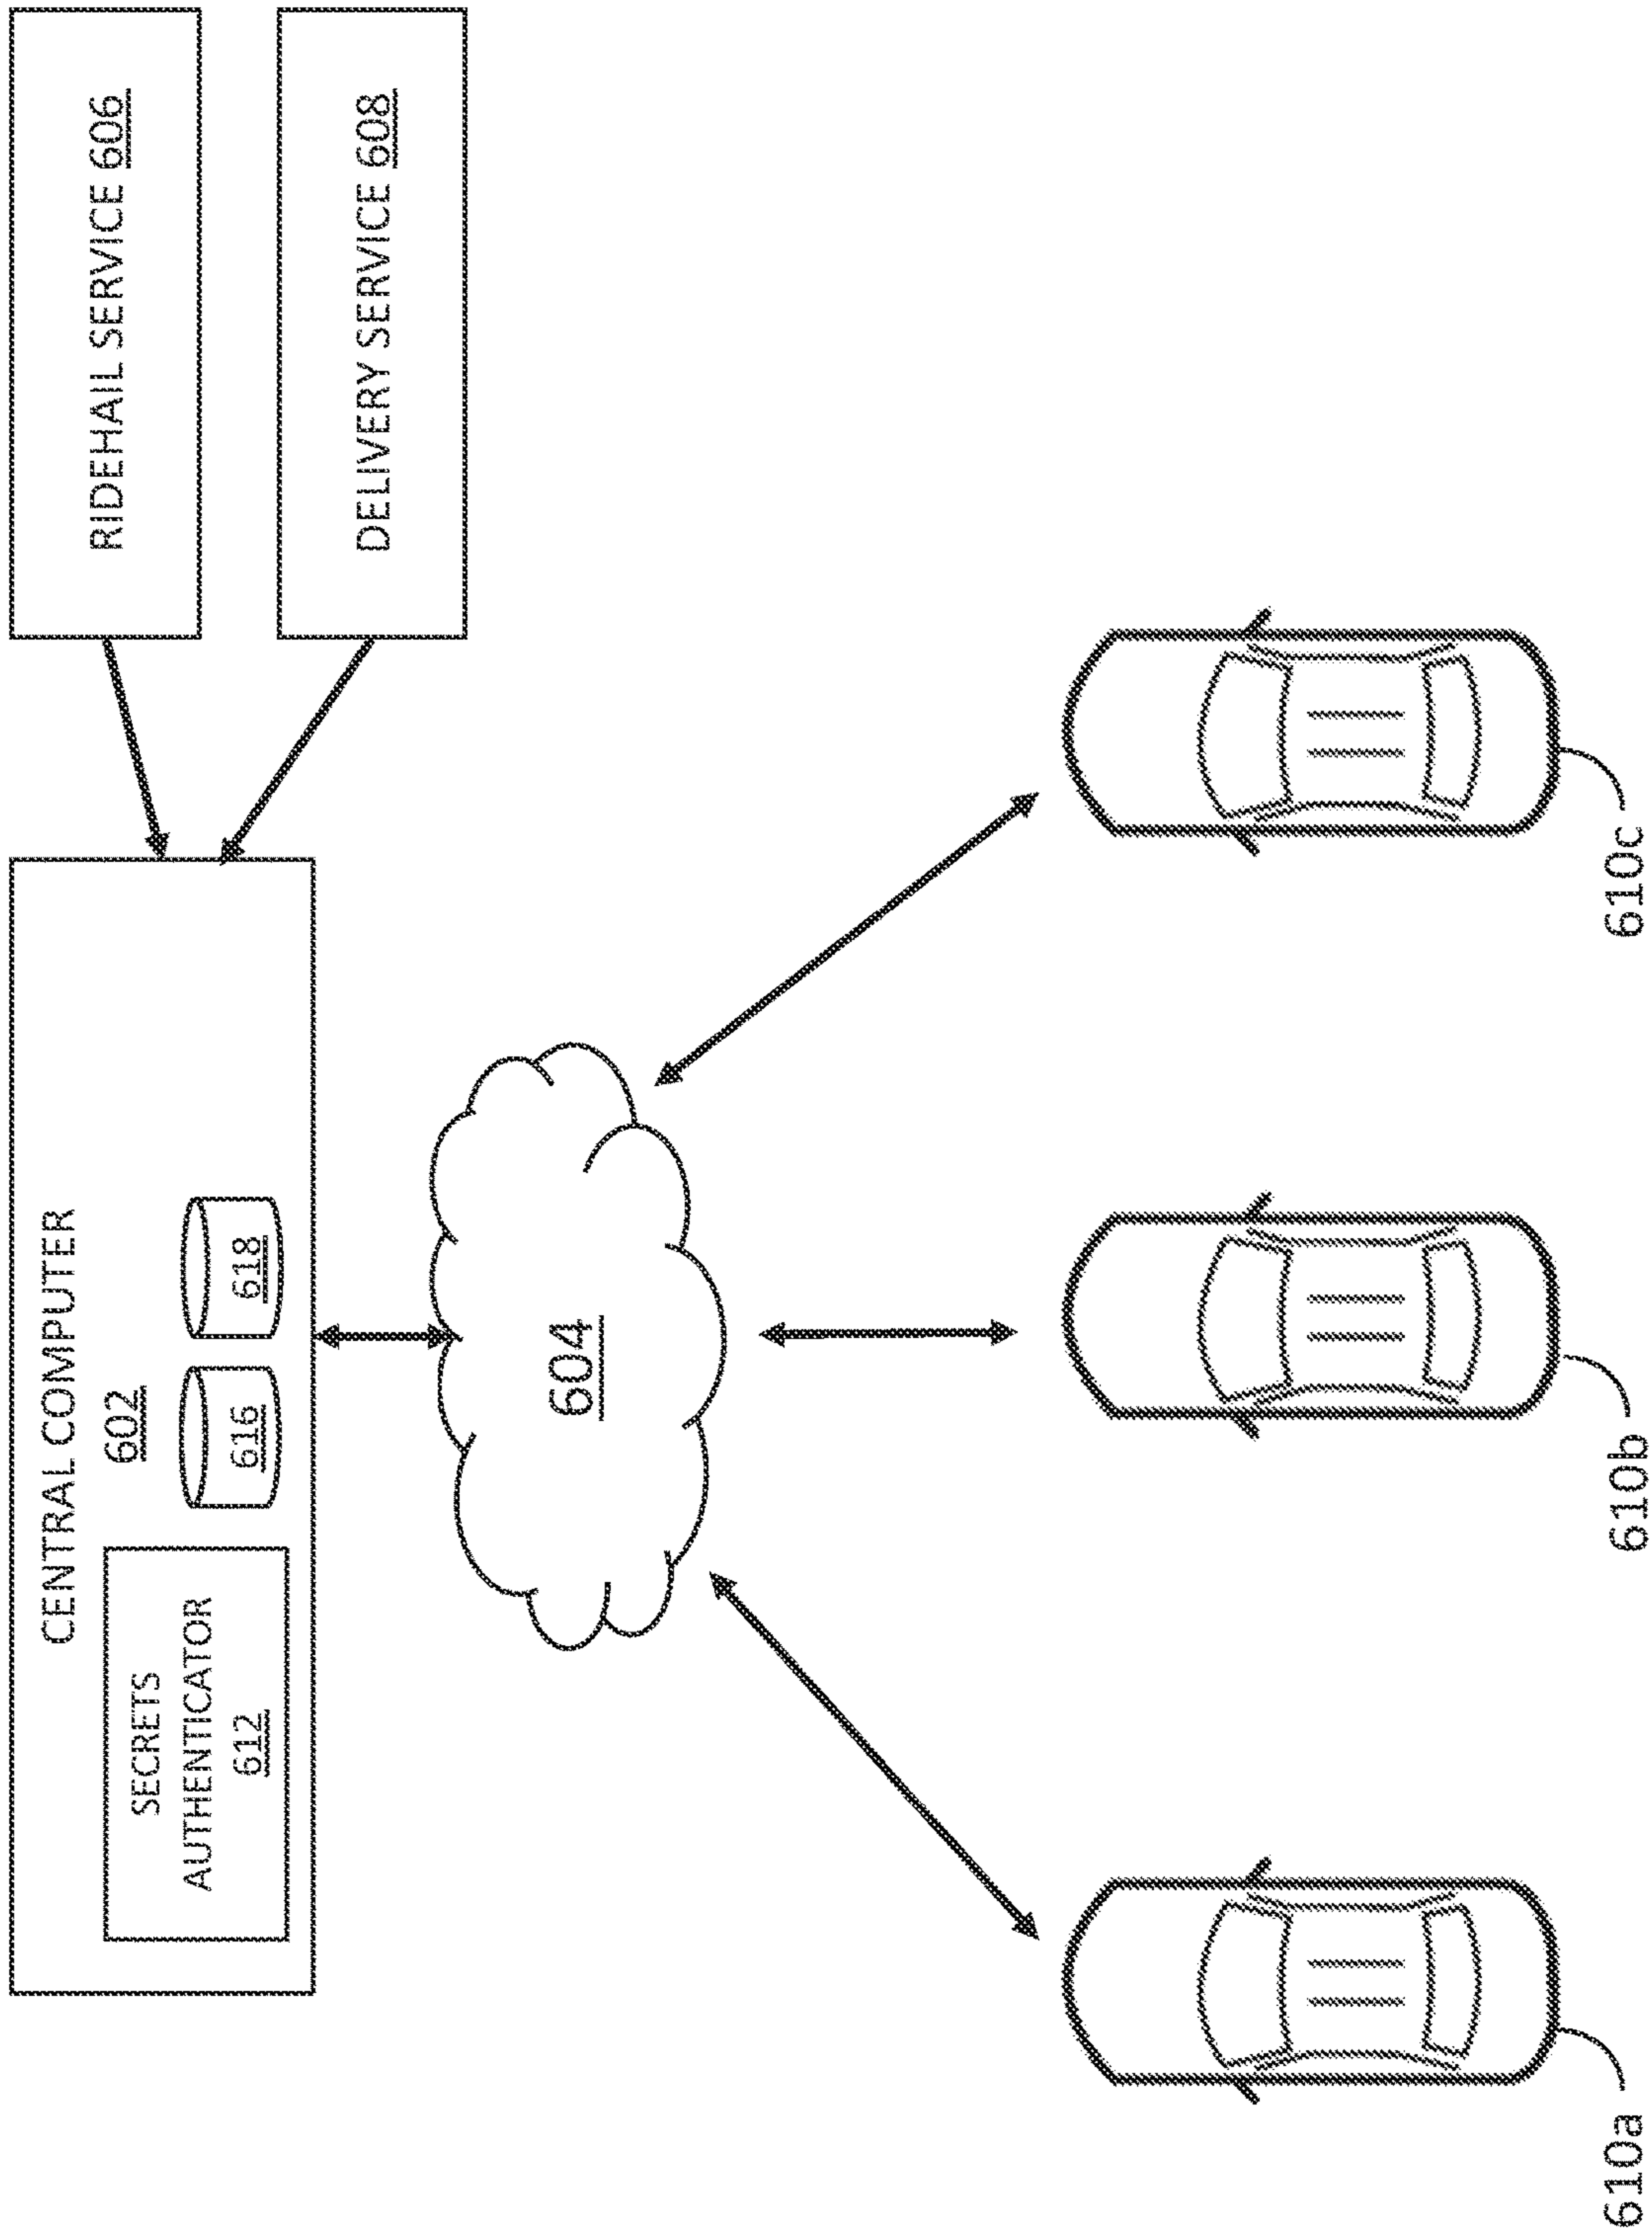 CENTRAL COMPUTER
602
SECRETS
AUTHENTICATOR
612
616
618
RIDEHAIL SERVICE 606
DELIVERY SERVICE 608
604
610a
610b
610c